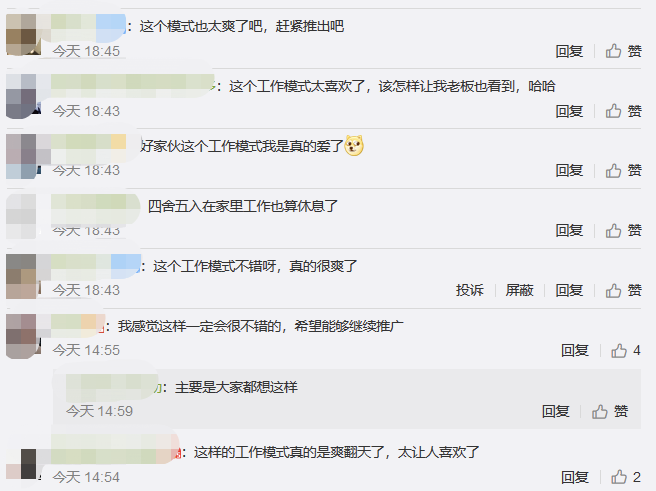 ：这个模式也太爽了吧，赶紧推出吧
今天 18:45 回复 赞
：这个工作模式太喜欢了，该怎样让我老板也看到，哈哈
今天 18:43 回复 赞
好家伙这个工作模式我是真的爱了
今天 18:43 回复 赞
四舍五入在家里工作也算休息了
今天 18:43 回复 赞
：这个工作模式不错呀，真的很爽了
今天 18:43 投诉 屏蔽 回复 赞
：我感觉这样一定会很不错的，希望能够继续推广
今天 14:55 回复 4
：主要是大家都想这样
今天 14:59 回复 赞
：这样的工作模式真的是爽翻天了，太让人喜欢了
今天 14:54 回复 2